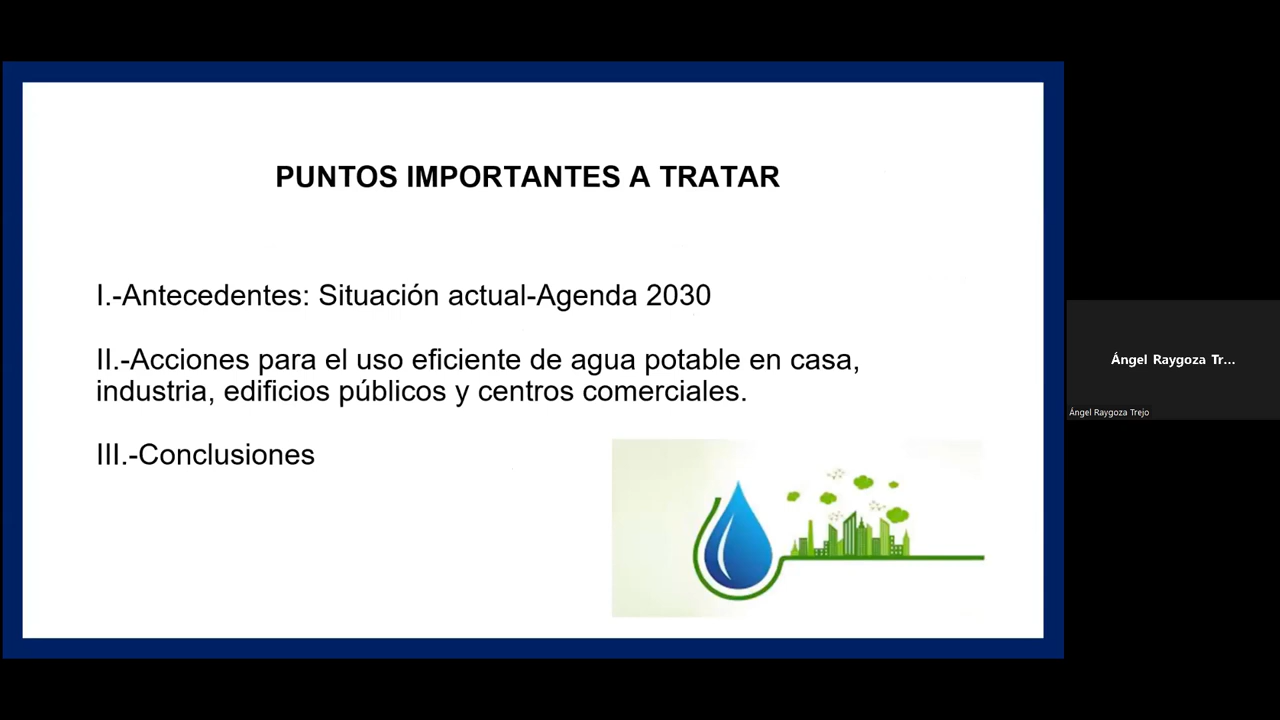 PUNTOS IMPORTANTES A TRATAR
I.-Antecedentes: Situación actual-Agenda 2030
II.-Acciones para el uso eficiente de agua potable en casa,
industria, edificios públicos y centros comerciales.
III.-Conclusiones
Ángel Raygoza Tr...
Ángel Raygoza Trejo